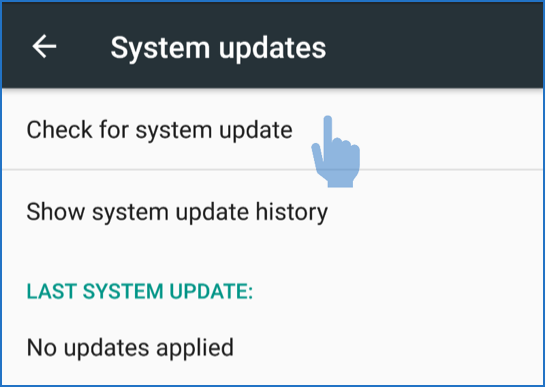 System updates
Check for system update
Show system update history
LAST SYSTEM UPDATE:
No updates applied